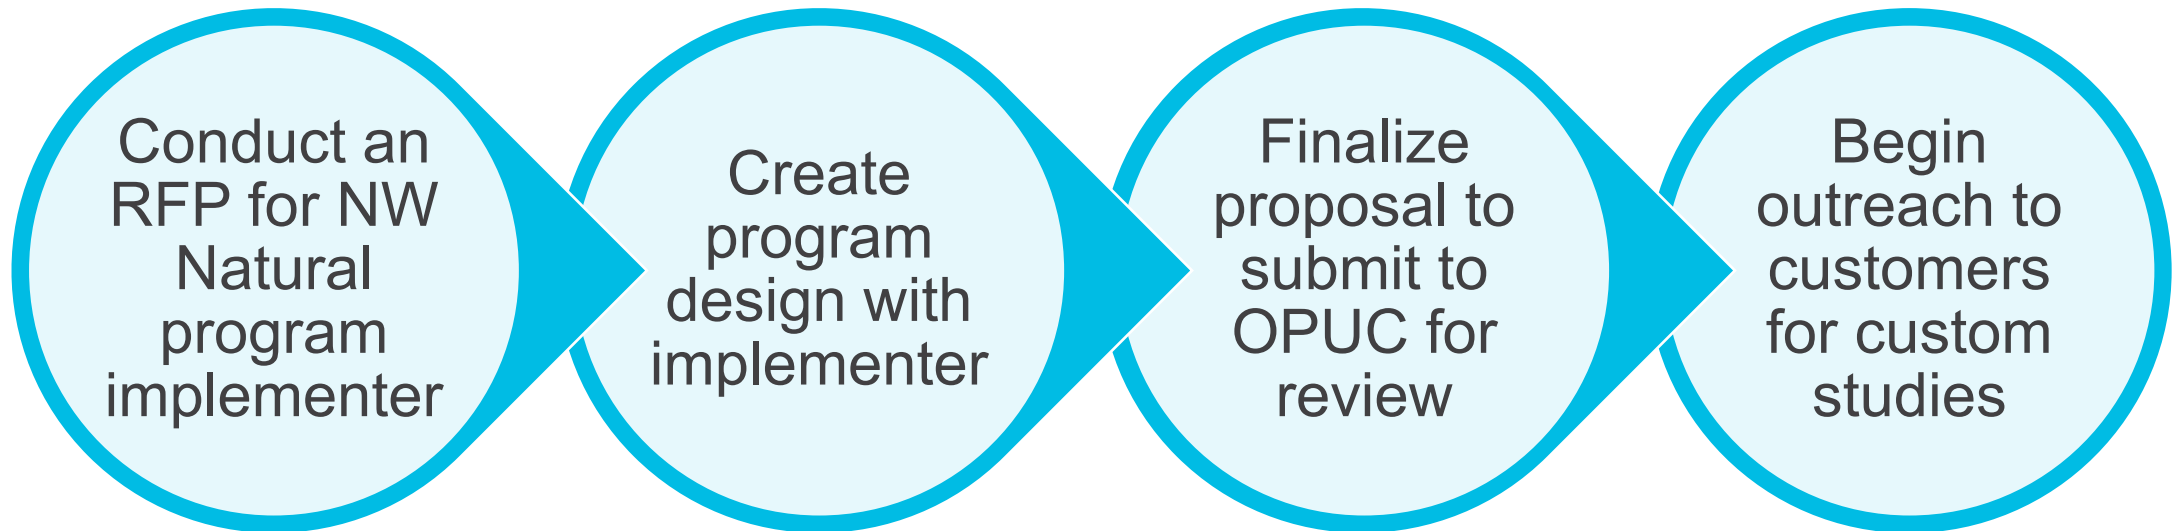 Conduct an
RFP for NW
Natural
program
implementer
Create
program
design with
implementer
Finalize
proposal to
submit to
OPUC for
review
Begin
outreach to
customers
for custom
studies